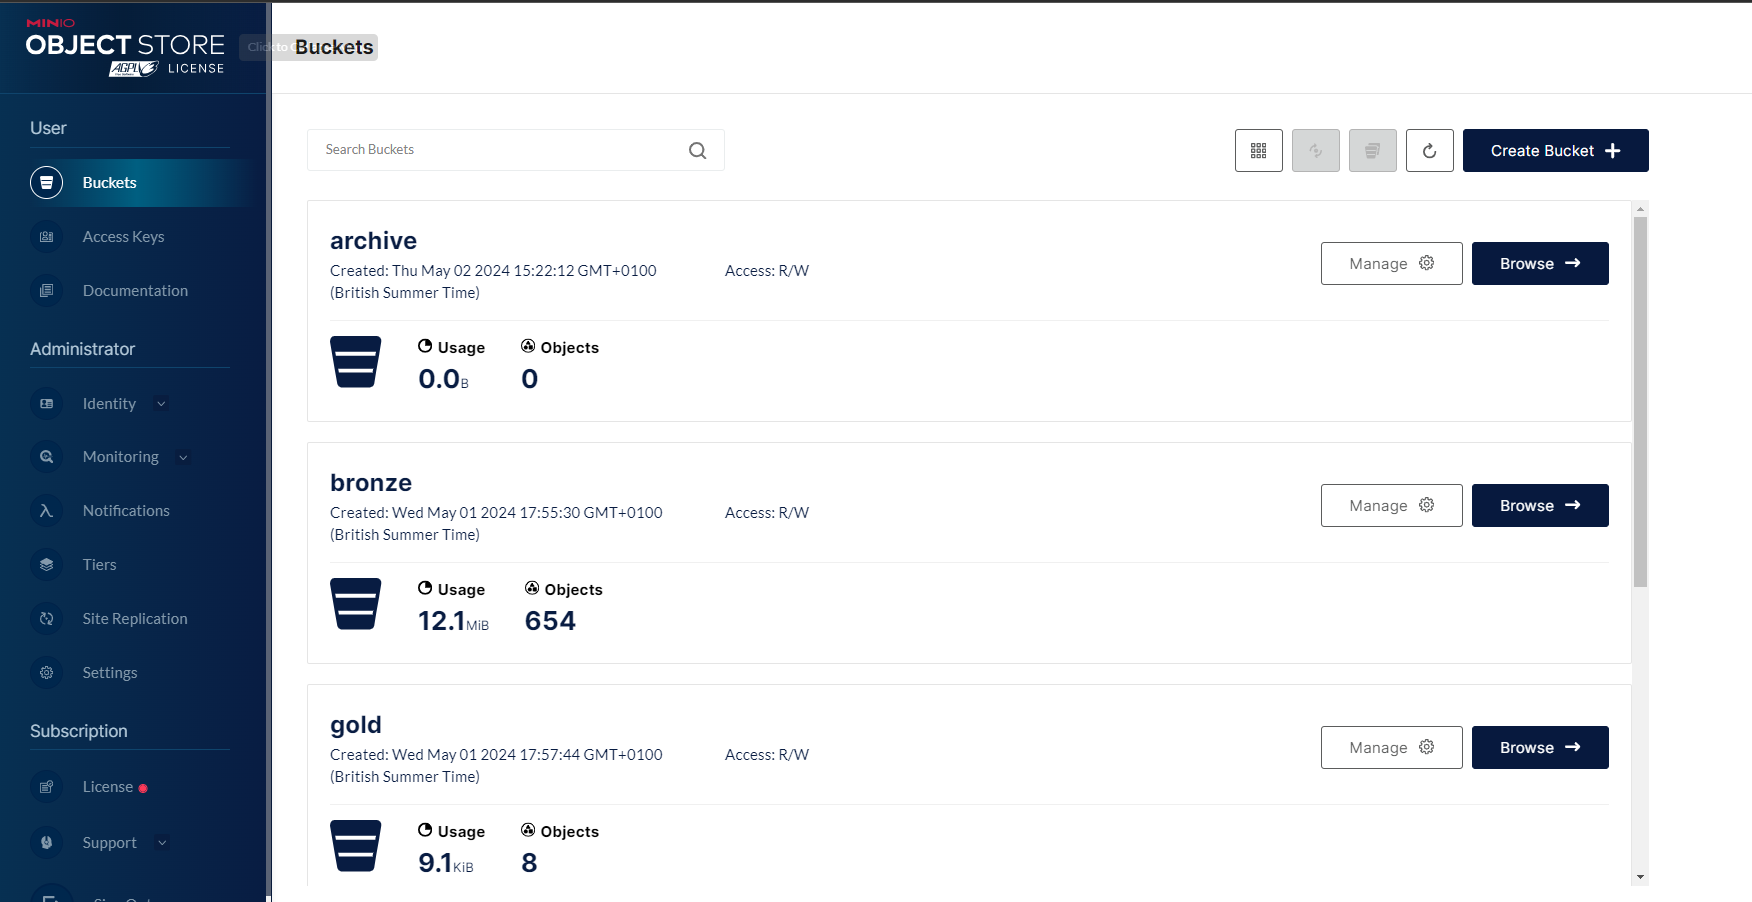 MINIO
OBJECT STORE
AGPLv3 LICENSE
Click to
Buckets
User
Buckets
Access Keys
Documentation
Administrator
Identity
Monitoring
Notifications
Tiers
Site Replication
Settings
Subscription
License
Support
Search Buckets
Create Bucket
archive
Created: Thu May 02 2024 15:22:12 GMT+0100
(British Summer Time)
Access: R/W
Manage
Browse
Usage
Objects
0.0B
0
bronze
Created: Wed May 01 2024 17:55:30 GMT+0100
(British Summer Time)
Access: R/W
Manage
Browse
Usage
Objects
12.1MiB
654
gold
Created: Wed May 01 2024 17:57:44 GMT+0100
(British Summer Time)
Access: R/W
Manage
Browse
Usage
Objects
9.1KiB
8